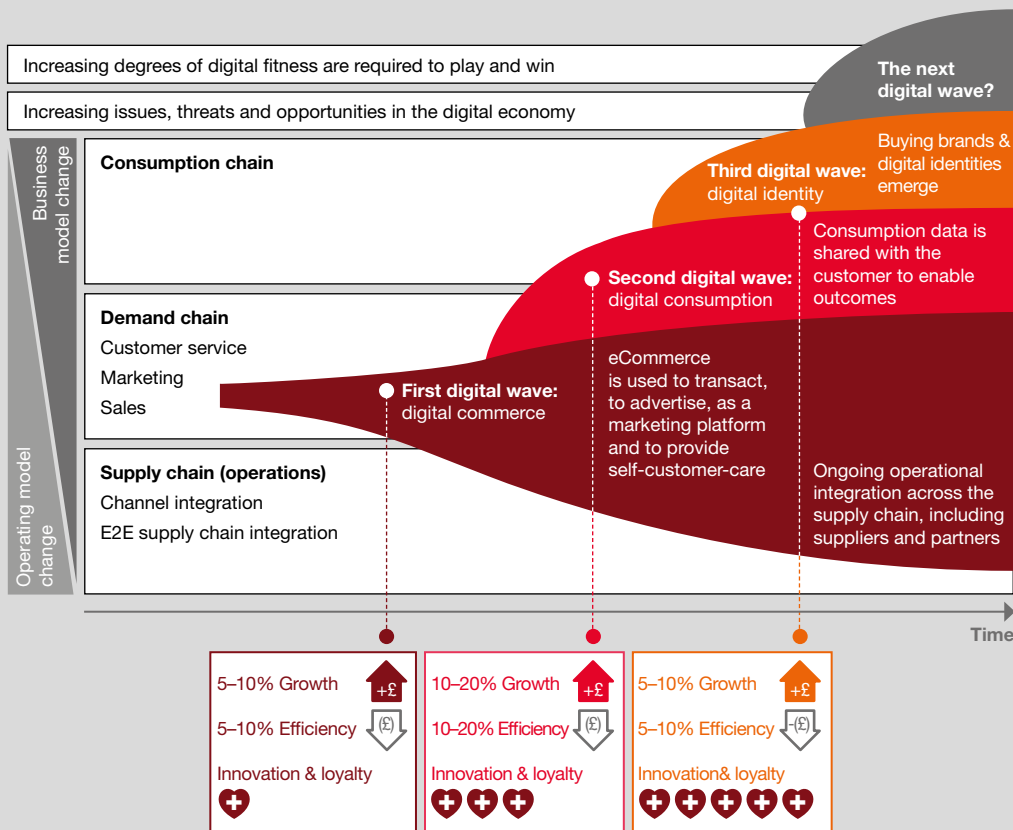 Increasing degrees of digital fitness are required to play and win
Increasing issues, threats and opportunities in the digital economy
The next
digital wave?
Business
model change
Operating model
change
Consumption chain
Third digital wave:
digital identity
Buying brands &
digital identities
emerge
Second digital wave:
digital consumption
Consumption data is
shared with the
customer to enable
outcomes
Demand chain
Customer service
Marketing
Sales
First digital wave:
digital commerce
eCommerce
is used to transact,
to advertise, as a
marketing platform
and to provide
self-customer-care
Supply chain (operations)
Channel integration
E2E supply chain integration
Ongoing operational
integration across the
supply chain, including
suppliers and partners
Time
5–10% Growth
+£
5–10% Efficiency
(£)
Innovation & loyalty
10–20% Growth
+£
10–20% Efficiency
(£)
Innovation & loyalty
5–10% Growth
+£
5–10% Efficiency
-(£)
Innovation& loyalty